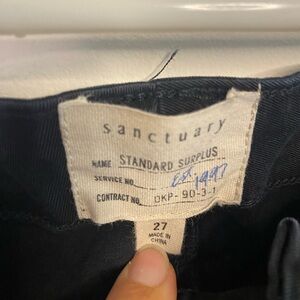 sanctuary
NAME STANDARD SURPLUS
SERVICE NO. Est. 1997
CONTRACT NO. DKP-90-3-1
27
MADE IN
CHINA